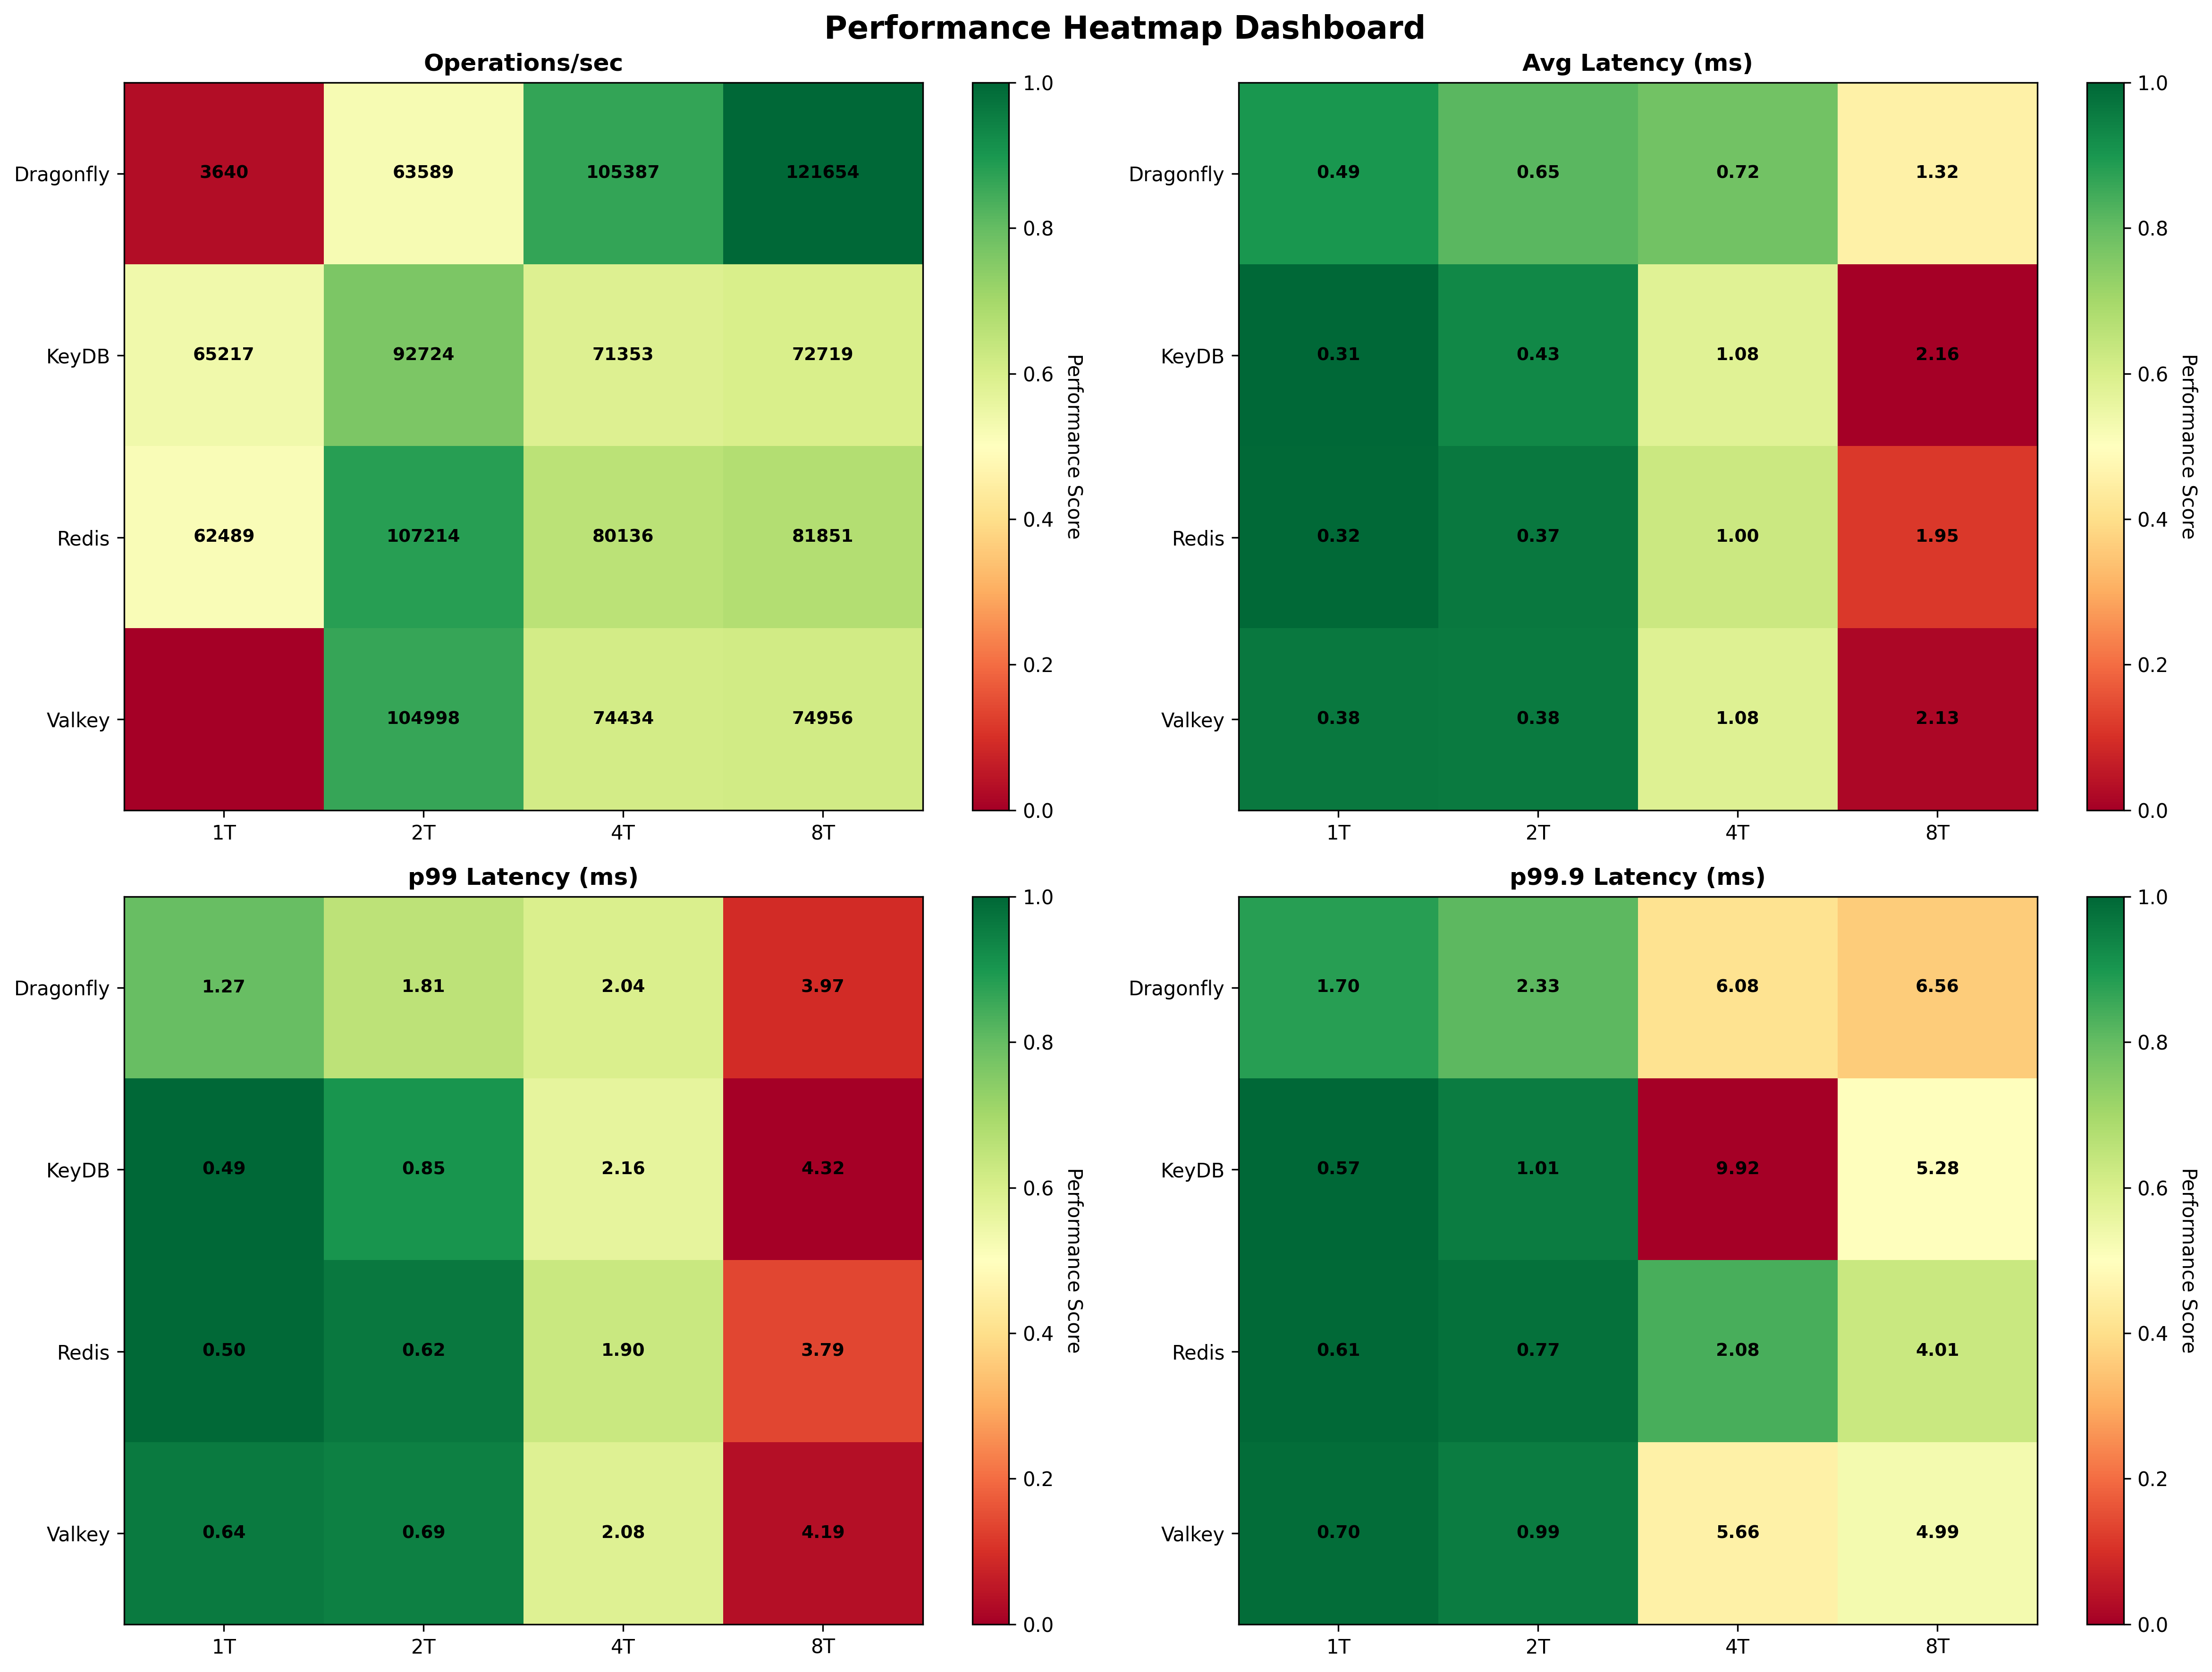 Performance Heatmap Dashboard
Operations/sec
Dragonfly 3640 63589 105387 121654
KeyDB 65217 92724 71353 72719
Redis 62489 107214 80136 81851
Valkey 104998 74434 74956
1T 2T 4T 8T
1.0
0.8
0.6
0.4
0.2
0.0
Performance Score
Avg Latency (ms)
Dragonfly 0.49 0.65 0.72 1.32
KeyDB 0.31 0.43 1.08 2.16
Redis 0.32 0.37 1.00 1.95
Valkey 0.38 0.38 1.08 2.13
1T 2T 4T 8T
1.0
0.8
0.6
0.4
0.2
0.0
Performance Score
p99 Latency (ms)
Dragonfly 1.27 1.81 2.04 3.97
KeyDB 0.49 0.85 2.16 4.32
Redis 0.50 0.62 1.90 3.79
Valkey 0.64 0.69 2.08 4.19
1T 2T 4T 8T
1.0
0.8
0.6
0.4
0.2
0.0
Performance Score
p99.9 Latency (ms)
Dragonfly 1.70 2.33 6.08 6.56
KeyDB 0.57 1.01 9.92 5.28
Redis 0.61 0.77 2.08 4.01
Valkey 0.70 0.99 5.66 4.99
1T 2T 4T 8T
1.0
0.8
0.6
0.4
0.2
0.0
Performance Score